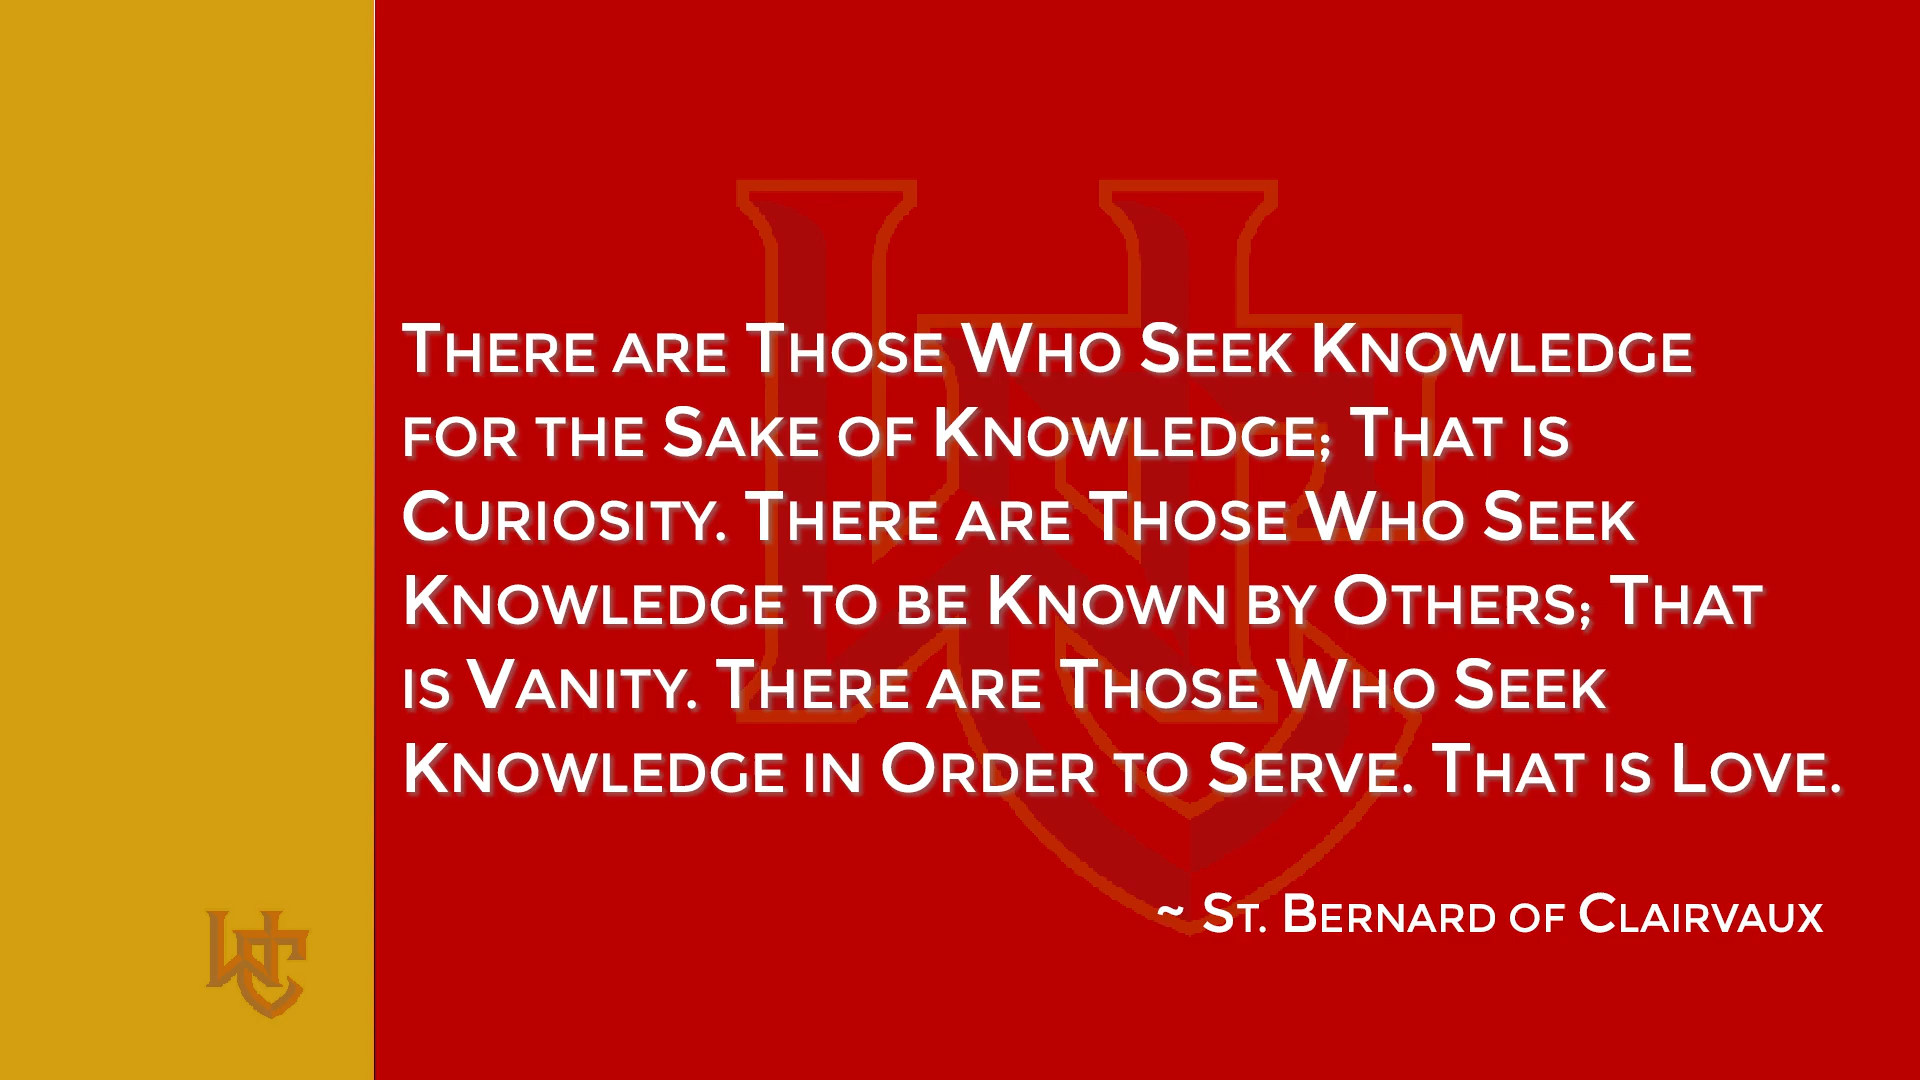 There are Those Who Seek Knowledge
for the Sake of Knowledge; That is
Curiosity. There are Those Who Seek
Knowledge to be Known by Others; That
is Vanity. There are Those Who Seek
Knowledge in Order to Serve. That is Love.
~ St. Bernard of Clairvaux
WC